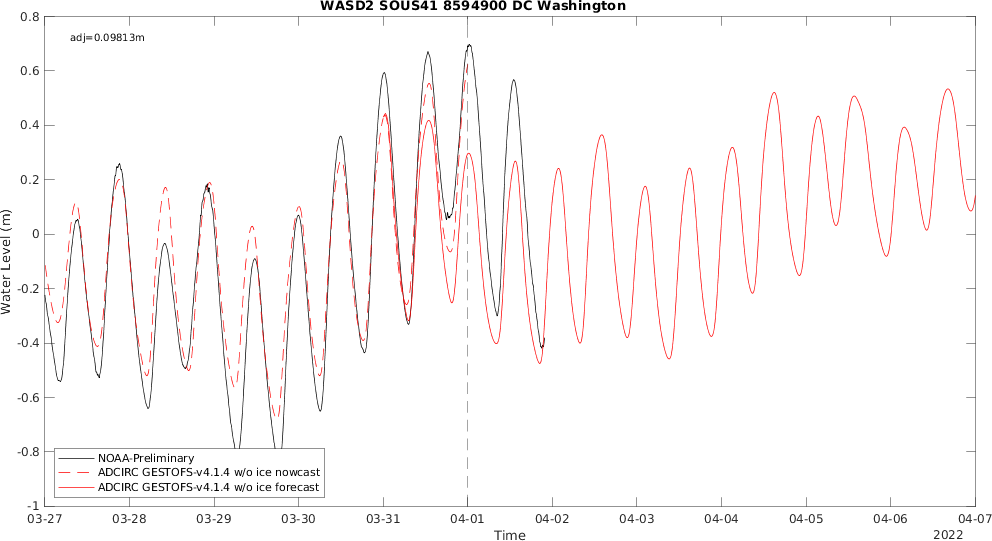 WASD2 SOUS41 8594900 DC Washington
adj=0.09813m
0.8
0.6
0.4
0.2
0
-0.2
-0.4
-0.6
-0.8
-1
Water Level (m)
NOAA-Preliminary
ADCIRC GESTOFS-v4.1.4 w/o ice nowcast
ADCIRC GESTOFS-v4.1.4 w/o ice forecast
03-27 03-28 03-29 03-30 03-31 04-01 04-02 04-03 04-04 04-05 04-06 04-07
Time
2022